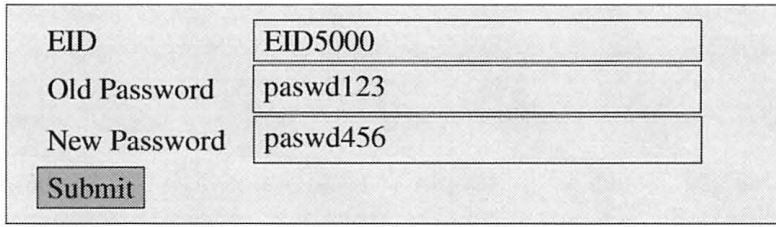 EID EID5000
Old Password paswd123
New Password paswd456
Submit